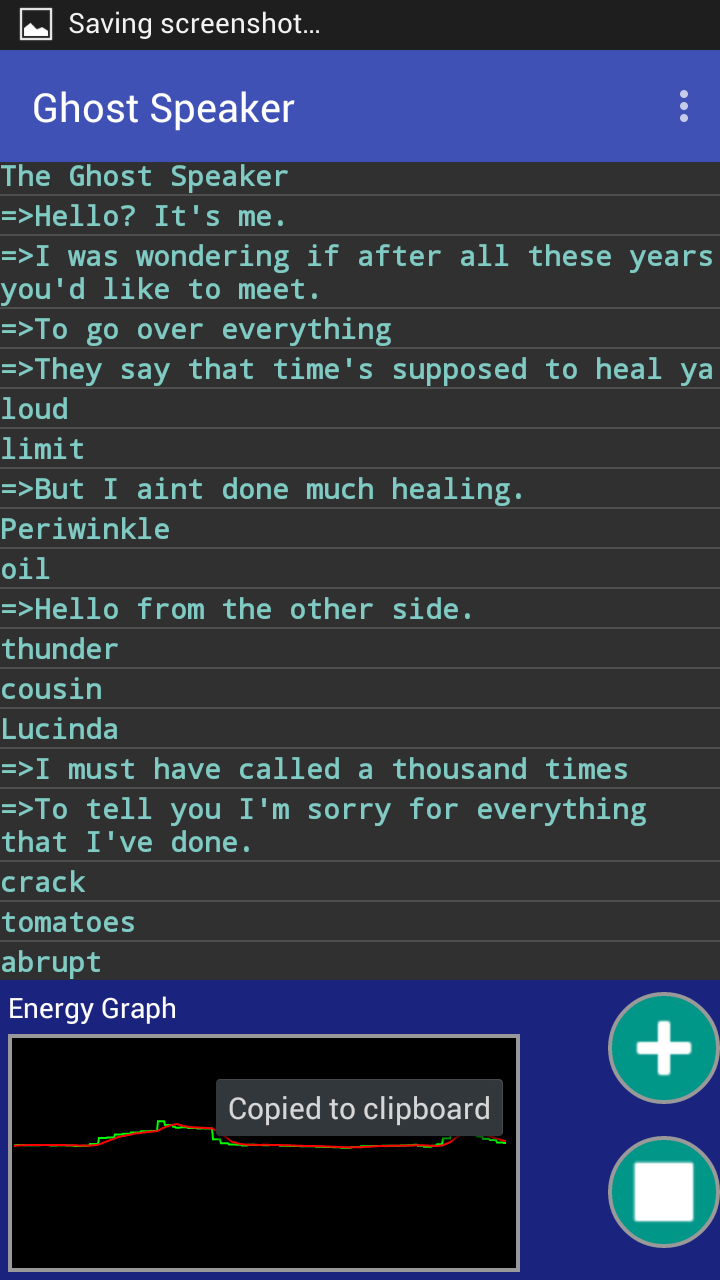 Saving screenshot...
Ghost Speaker
The Ghost Speaker
=>Hello? It's me.
=>I was wondering if after all these years
you'd like to meet.
=>To go over everything
=>They say that time's supposed to heal ya
loud
limit
=>But I aint done much healing.
Periwinkle
oil
=>Hello from the other side.
thunder
cousin
Lucinda
=>I must have called a thousand times
=>To tell you I'm sorry for everything
that I've done.
crack
tomatoes
abrupt
Energy Graph
Copied to clipboard